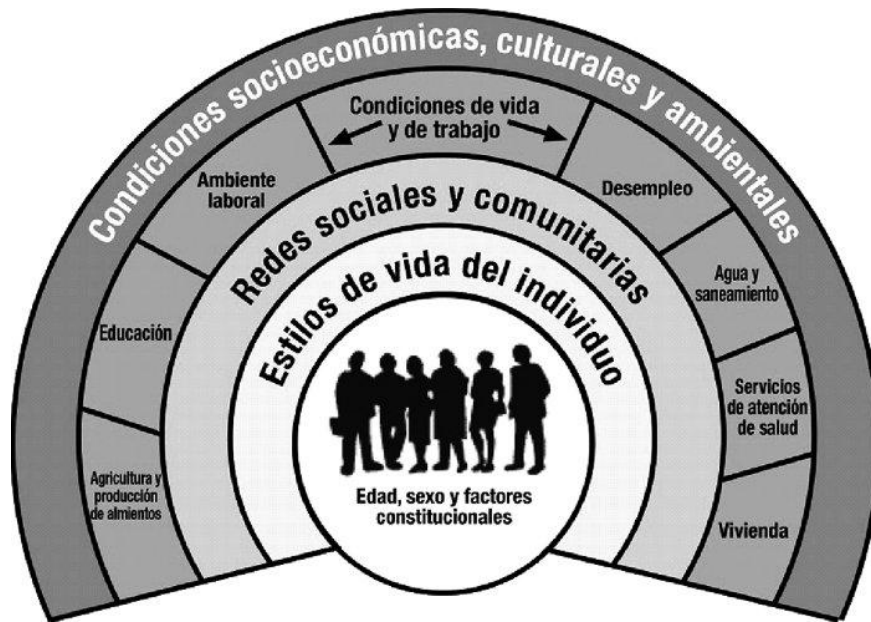 Condiciones socioeconómicas, culturales y ambientales
Condiciones de vida
y de trabajo
Ambiente
laboral
Desempleo
Redes sociales y comunitarias
Agua y
saneamiento
Estilos de vida del individuo
Educación
Servicios
de atención
de salud
Agricultura y
producción
de almientos
Edad, sexo y factores
constitucionales
Vivienda